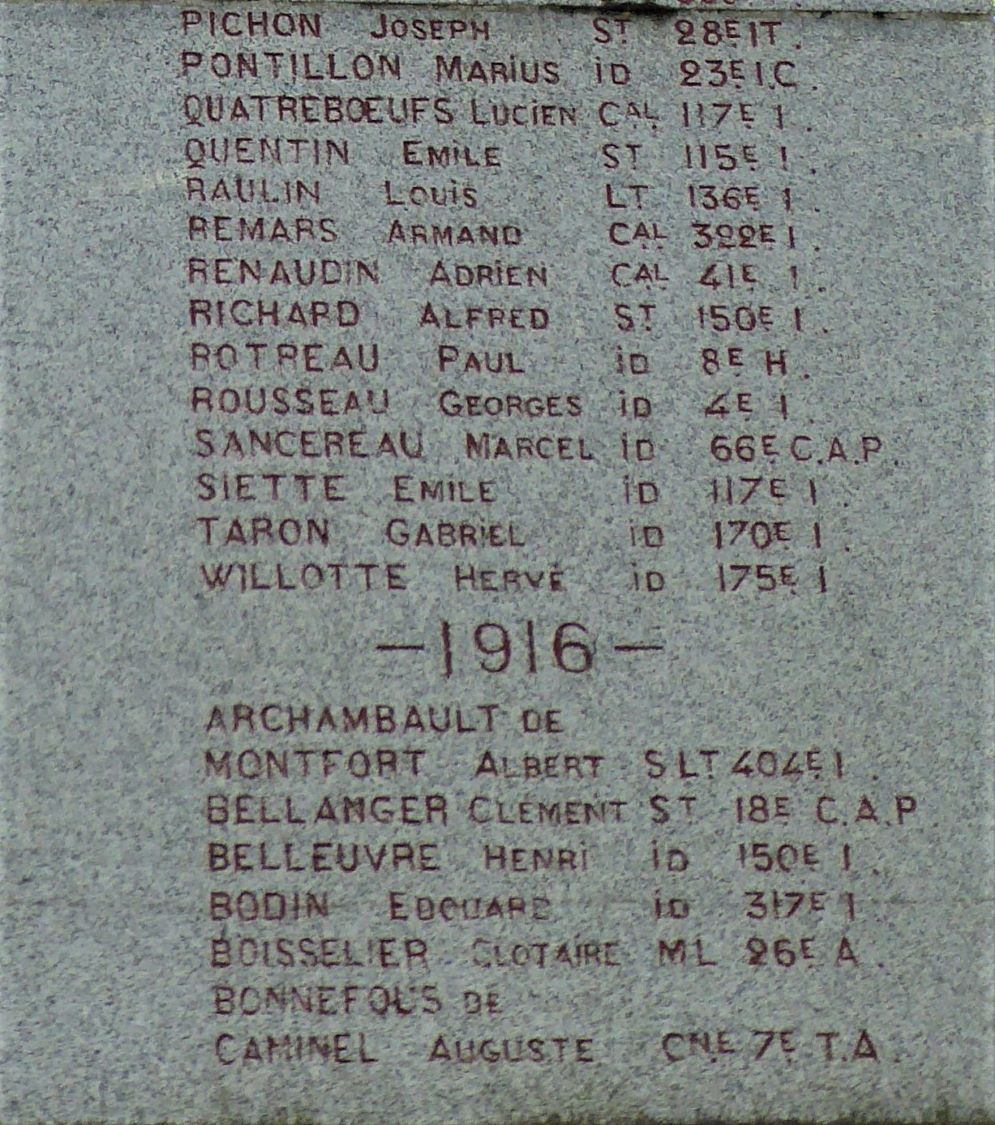 PICHON JOSEPH ST 28E IT.
PONTILLON MARIUS iD 23E I.C.
QUATREBŒUFS LUCIEN CAL 117E I.
QUENTIN EMILE ST 115E I.
RAULIN LOUIS LT 136E I.
REMARS ARMAND CAL 322E I.
RENAUDIN ADRIEN CAL 41E I.
RICHARD ALFRED ST 150E I.
ROTREAU PAUL iD 8E H.
ROUSSEAU GEORGES iD 4E I.
SANCEREAU MARCEL iD 66E C.A.P.
SIETTE EMILE iD 117E I.
TARON GABRIEL iD 170E I.
WILLOTTE HERVÉ iD 175E I
—1916—
ARCHAMBAULT DE
MONTFORT ALBERT S LT 404E I.
BELLANGER CLÉMENT ST 18E C.A.P
BELLEUVRE HENRI iD 150E I.
BODIN EDOUARD iD 317E I
BOISSELIER CLOTAIRE ML 26E A.
BONNEFOUS DE
CAMINEL AUGUSTE CNE 7E T.A.